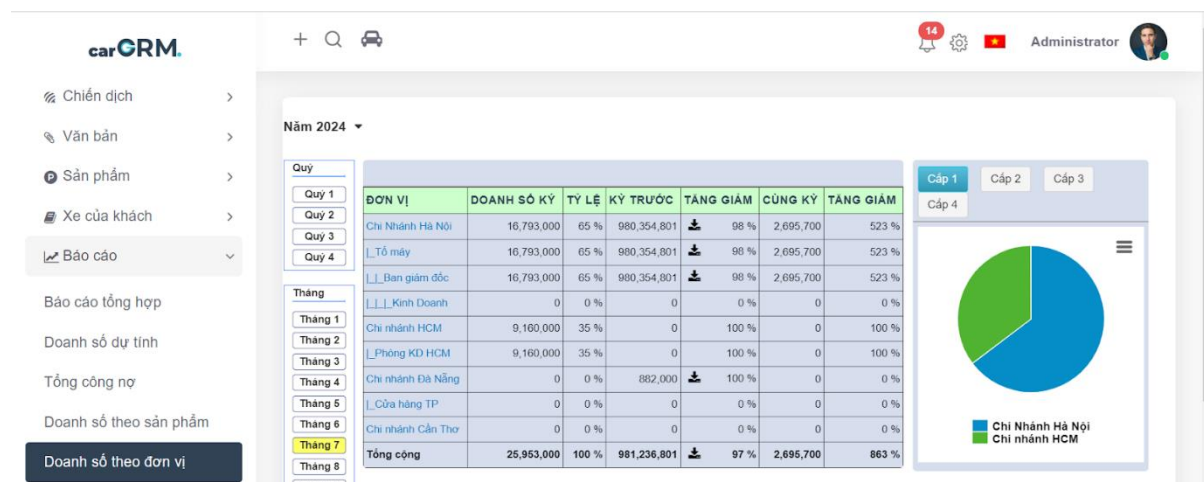 carGRM.
14
Administrator
Chiến dịch
Văn bản
Sản phẩm
Xe của khách
Báo cáo
Báo cáo tổng hợp
Doanh số dự tính
Tổng công nợ
Doanh số theo sản phẩm
Doanh số theo đơn vị
Năm 2024
Quý
Quý 1
Quý 2
Quý 3
Quý 4
Tháng
Tháng 1
Tháng 2
Tháng 3
Tháng 4
Tháng 5
Tháng 6
Tháng 7
Tháng 8
ĐƠN VỊ DOANH SỐ KỲ TỶ LỆ KỲ TRƯỚC TĂNG GIẢM CÙNG KỲ TĂNG GIẢM
Chi Nhánh Hà Nội 16,793,000 65 % 980,354,801 98 % 2,695,700 523 %
|_Tổ máy 16,793,000 65 % 980,354,801 98 % 2,695,700 523 %
|_|_Ban giám đốc 16,793,000 65 % 980,354,801 98 % 2,695,700 523 %
|_|_|_Kinh Doanh 0 0 % 0 0 % 0 0 %
Chi nhánh HCM 9,160,000 35 % 0 100 % 0 100 %
|_Phòng KD HCM 9,160,000 35 % 0 100 % 0 100 %
Chi nhánh Đà Nẵng 0 0 % 882,000 100 % 0 0 %
|_Cửa hàng TP 0 0 % 0 0 % 0 0 %
Chi nhánh Cần Thơ 0 0 % 0 0 % 0 0 %
Tổng cộng 25,953,000 100 % 981,236,801 97 % 2,695,700 863 %
Cấp 1 Cấp 2 Cấp 3
Cấp 4
Chi Nhánh Hà Nội
Chi nhánh HCM